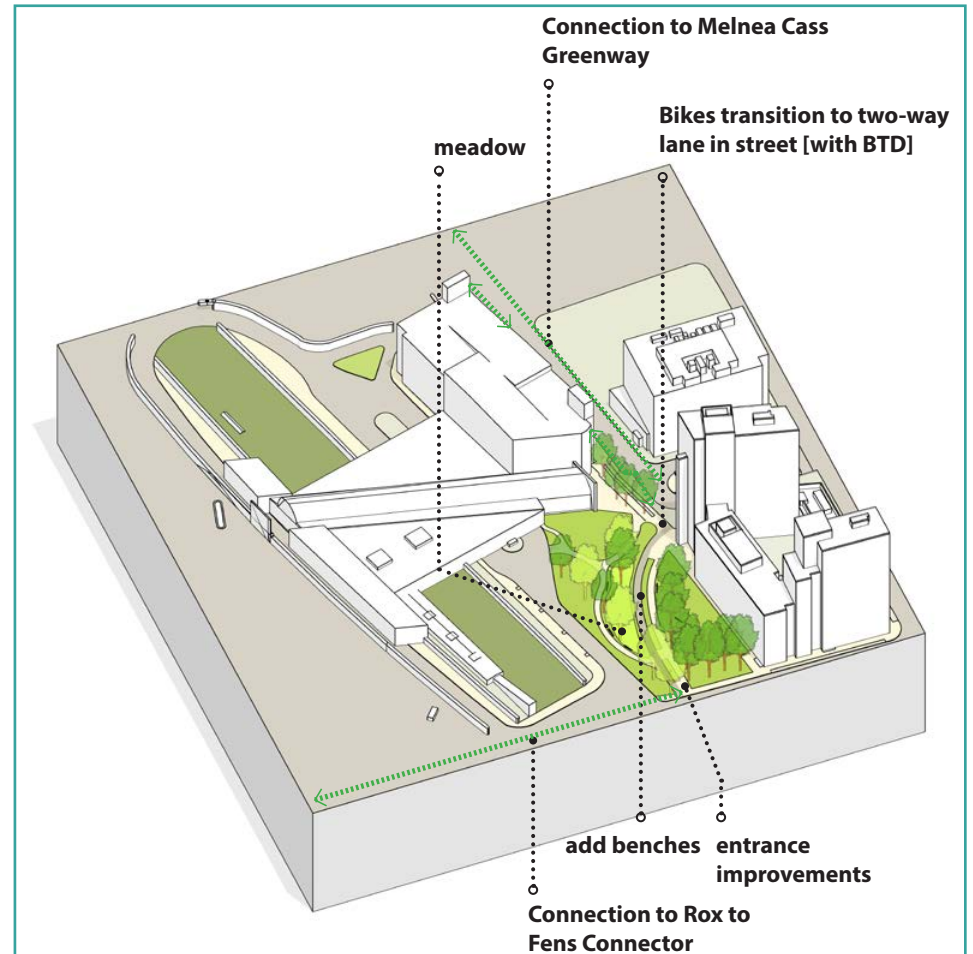 Connection to Melnea Cass
Greenway
Bikes transition to two-way
lane in street [with BTD]
meadow
add benches
entrance
improvements
Connection to Rox to
Fens Connector